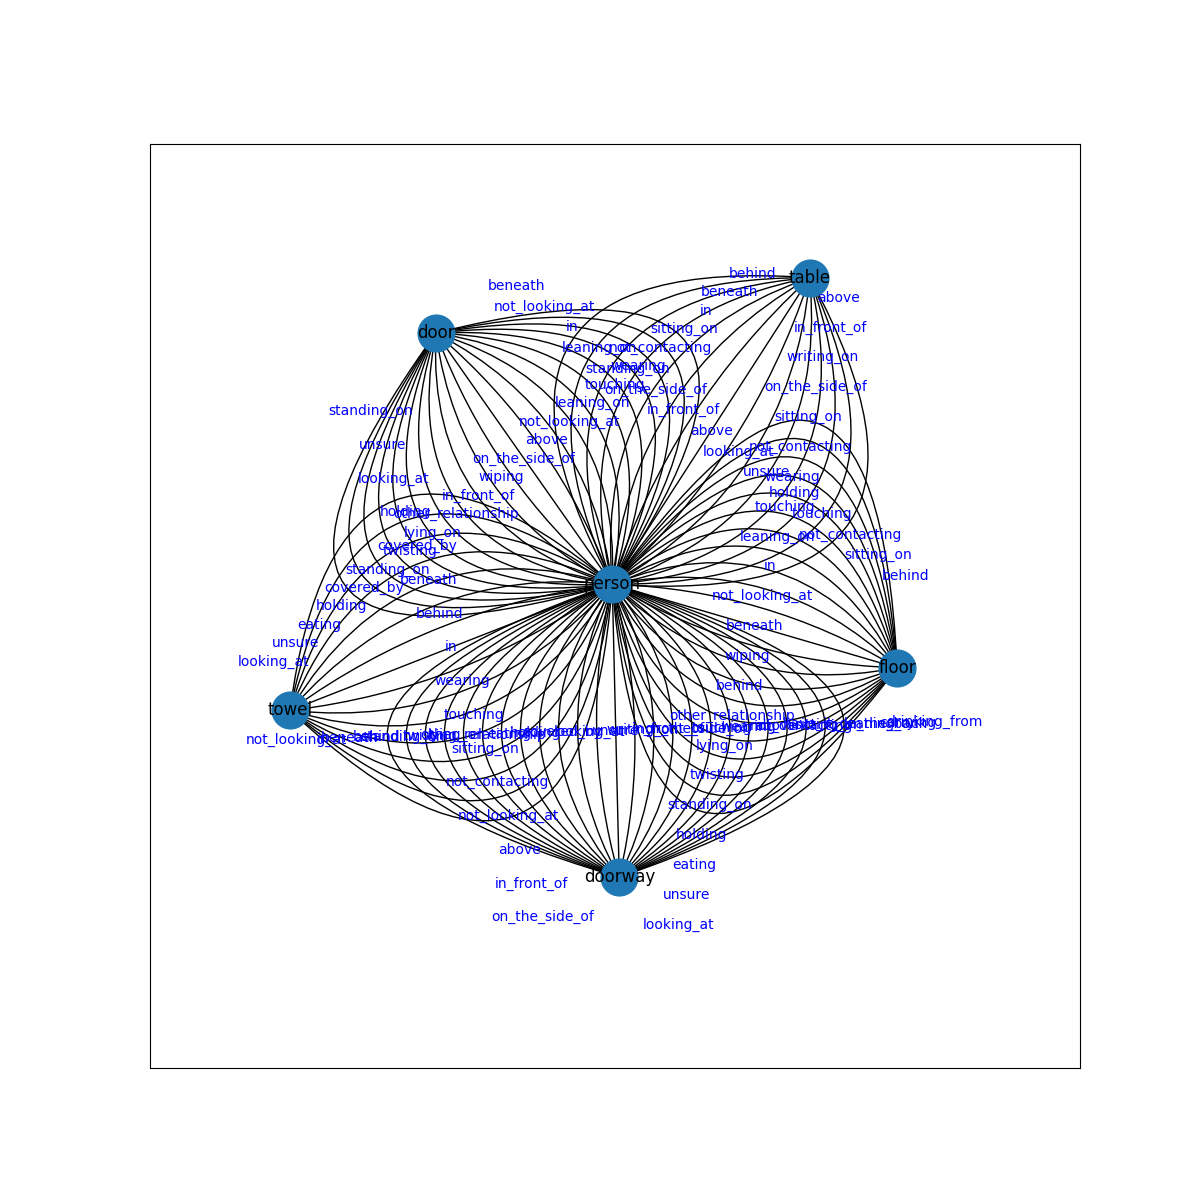 behind
table
beneath
beneath
above
not_looking_at
in
in
in_front_of
sitting_on
door
leaning_on
not_contacting
writing_on
wearing
standing_on
touching
on_the_side_of
on_the_side_of
leaning_on
in_front_of
standing_on
sitting_on
not_looking_at
above
above
unsure
not_contacting
looking_at
on_the_side_of
unsure
wiping
looking_at
wearing
in_front_of
holding
touching
holding
other_relationship
touching
lying_on
not_contacting
leaning_on
covered_by
twisting
sitting_on
standing_on
in
behind
beneath
person
covered_by
not_looking_at
holding
behind
eating
beneath
unsure
in
wiping
looking_at
floor
wearing
behind
towel
touching
other_relationship
drinking_from
not_looking_at
sitting_on
lying_on
twisting
not_contacting
standing_on
not_looking_at
holding
above
eating
doorway
in_front_of
unsure
on_the_side_of
looking_at